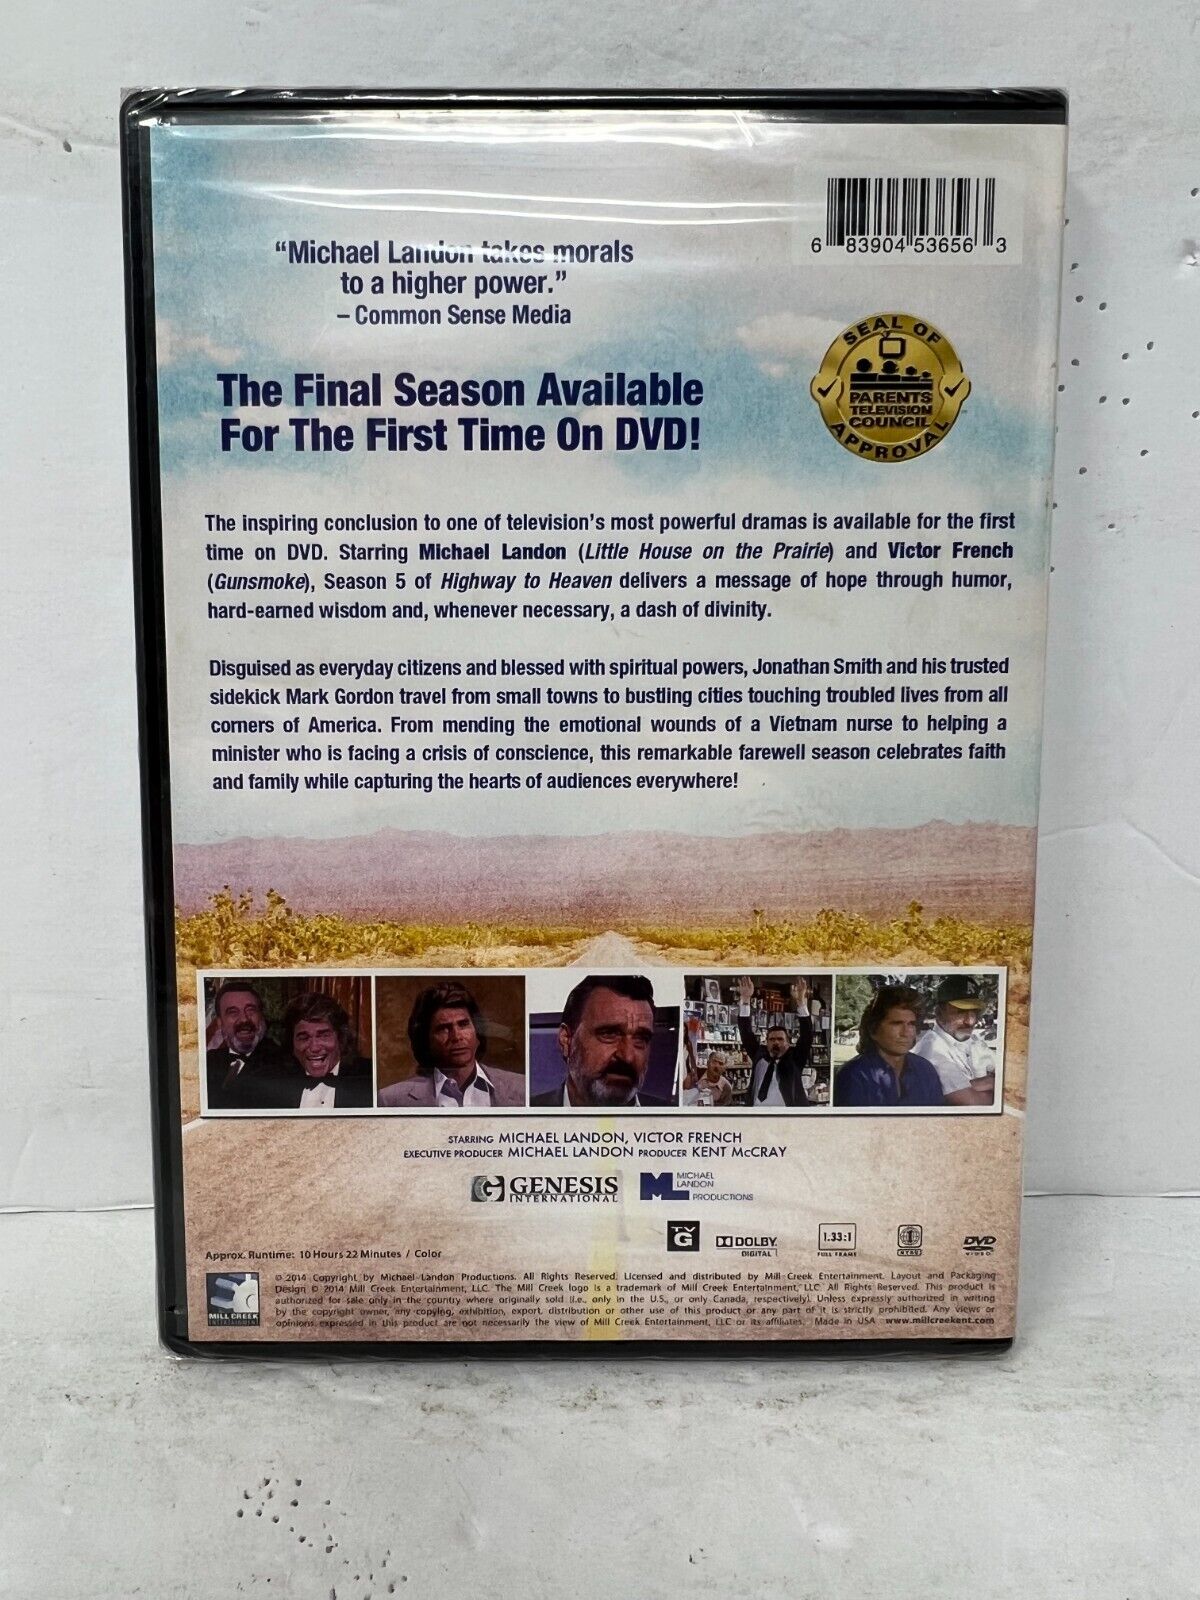 6 83904 53656 3
“Michael Landon takes morals
to a higher power.”
– Common Sense Media
SEAL OF
PARENTS
TELEVISION
COUNCIL
APPROVAL
The Final Season Available
For The First Time On DVD!
The inspiring conclusion to one of television’s most powerful dramas is available for the first
time on DVD. Starring Michael Landon (Little House on the Prairie) and Victor French
(Gunsmoke), Season 5 of Highway to Heaven delivers a message of hope through humor,
hard-earned wisdom and, whenever necessary, a dash of divinity.
Disguised as everyday citizens and blessed with spiritual powers, Jonathan Smith and his trusted
sidekick Mark Gordon travel from small towns to bustling cities touching troubled lives from all
corners of America. From mending the emotional wounds of a Vietnam nurse to helping a
minister who is facing a crisis of conscience, this remarkable farewell season celebrates faith
and family while capturing the hearts of audiences everywhere!
STARRING MICHAEL LANDON, VICTOR FRENCH
EXECUTIVE PRODUCER MICHAEL LANDON PRODUCER KENT McCRAY
G GENESIS
INTERNATIONAL
ML MICHAEL
LANDON
PRODUCTIONS
TV
G
DOLBY
DIGITAL
1.33:1
FULL FRAME
1
NTSC
DVD
VIDEO
Approx. Runtime: 10 Hours 22 Minutes / Color
MILL CREEK
ENTERTAINMENT
© 2014 Copyright by Michael Landon Productions. All Rights Reserved. Licensed and distributed by Mill Creek Entertainment. Layout and Packaging
Design © 2014 Mill Creek Entertainment, LLC. The Mill Creek logo is a trademark of Mill Creek Entertainment, LLC. All Rights Reserved. This product is
authorized for sale only in the country where originally sold (i.e., only in the U.S., or only Canada, respectively). Unless expressly authorized in writing
by the copyright owner, any copying, exhibition, export, distribution or other use of this product or any part of it is strictly prohibited. Any views or
opinions expressed in this product are not necessarily the view of Mill Creek Entertainment, LLC or its affiliates. Made in USA www.millcreekent.com